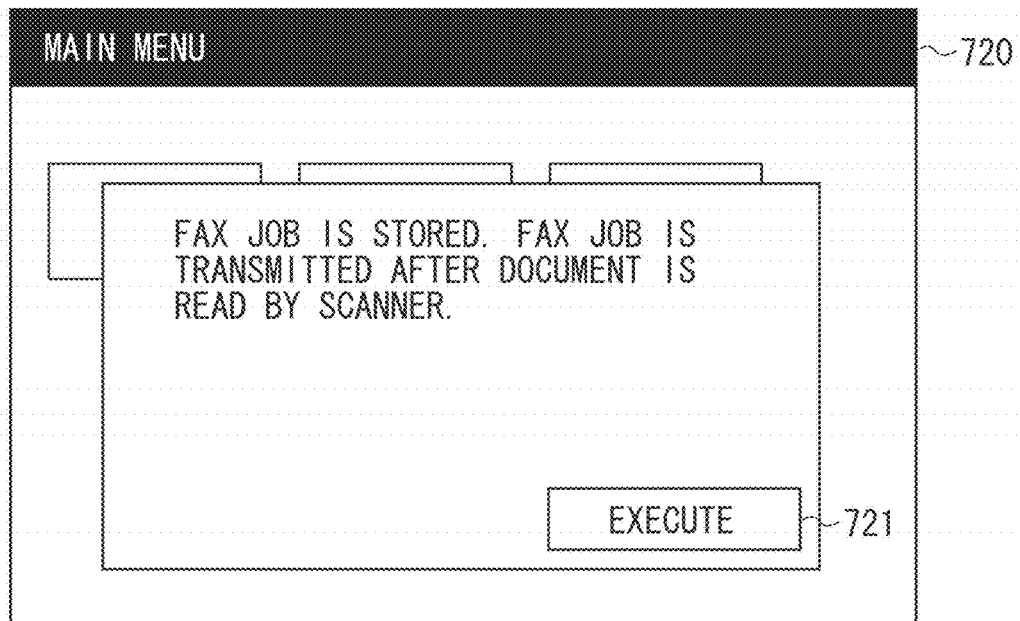 MAIN MENU
720
FAX JOB IS STORED. FAX JOB IS
TRANSMITTED AFTER DOCUMENT IS
READ BY SCANNER.
EXECUTE
721